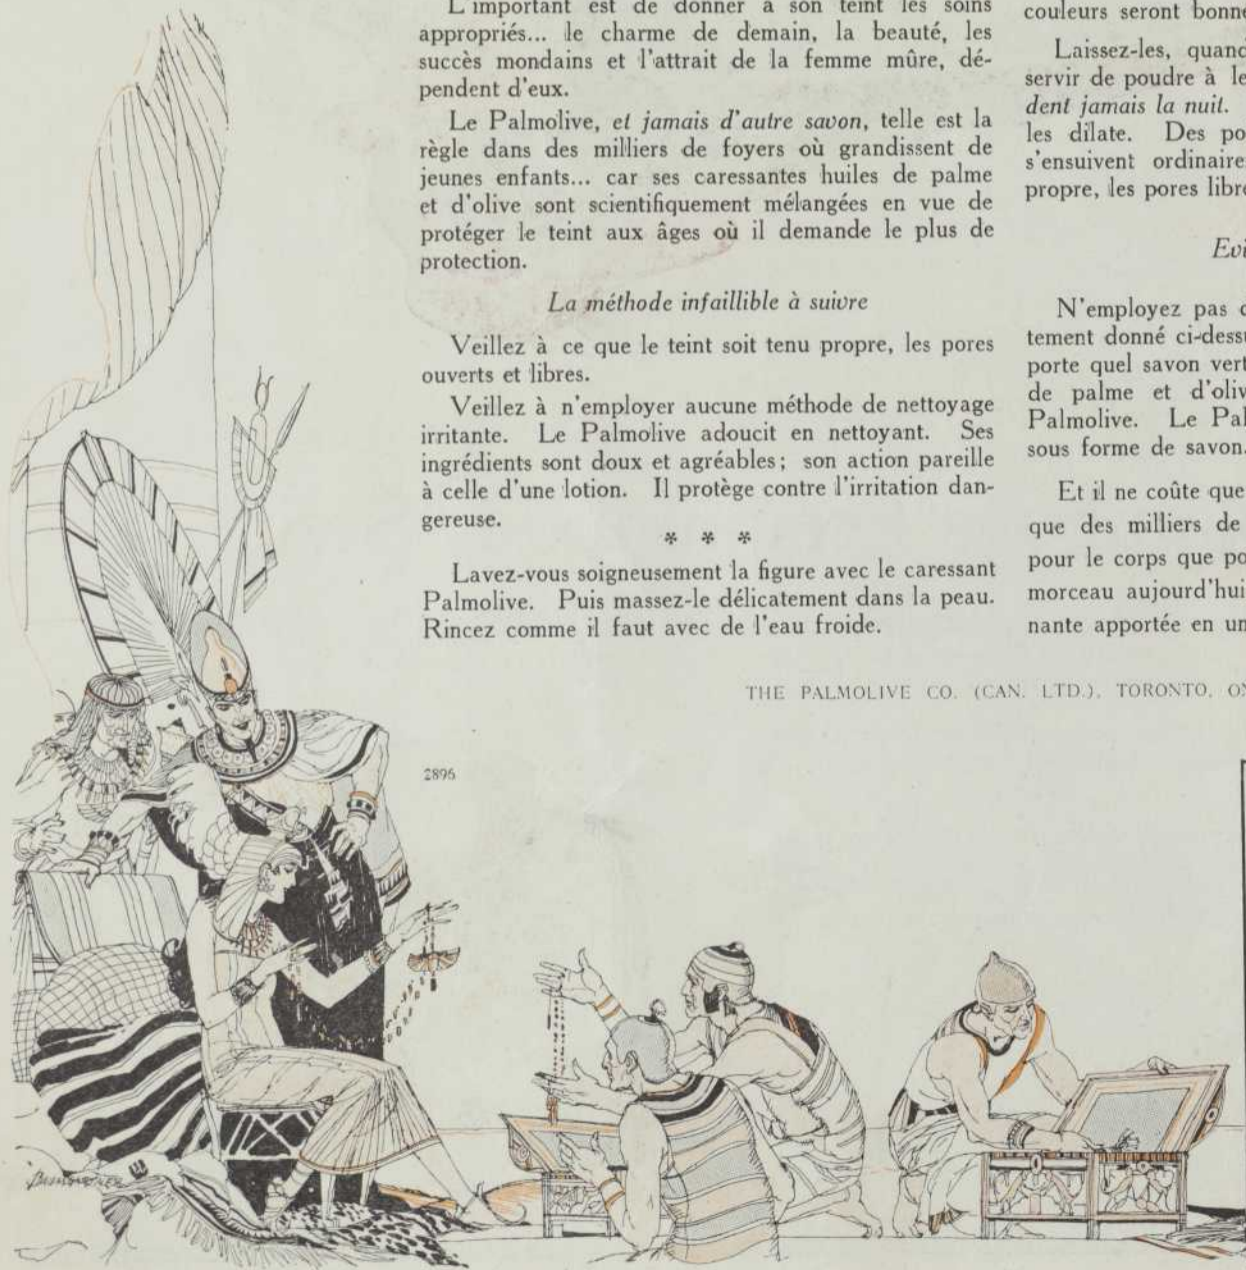 L'important est de donner à son teint les soins
appropriés... le charme de demain, la beauté, les
succès mondains et l'attrait de la femme mûre, dé-
pendent d'eux.
Le Palmolive, et jamais d'autre savon, telle est la
règle dans des milliers de foyers où grandissent de
jeunes enfants... car ses caressantes huiles de palme
et d'olive sont scientifiquement mélangées en vue de
protéger le teint aux âges où il demande le plus de
protection.
La méthode infaillible à suivre
Veillez à ce que le teint soit tenu propre, les pores
ouverts et libres.
Veillez à n'employer aucune méthode de nettoyage
irritante. Le Palmolive adoucit en nettoyant. Ses
ingrédients sont doux et agréables; son action pareille
à celle d'une lotion. Il protège contre l'irritation dan-
gereuse.
* * *
Lavez-vous soigneusement la figure avec le caressant
Palmolive. Puis massez-le délicatement dans la peau.
Rincez comme il faut avec de l'eau froide.
couleurs seront bonne
Laissez-les, quand
servir de poudre à le
dent jamais la nuit.
les dilate. Des po
s'ensuivent ordinaire
propre, les pores libre
Evi
N'employez pas
tement donné ci-dess
porte quel savon vert
de palme et d'oliv
Palmolive. Le Pal
sous forme de savon.
Et il ne coûte que
que des milliers de
pour le corps que po
morceau aujourd'hui
nante apportée en un
THE PALMOLIVE CO. (CAN. LTD.), TORONTO, ON
2896